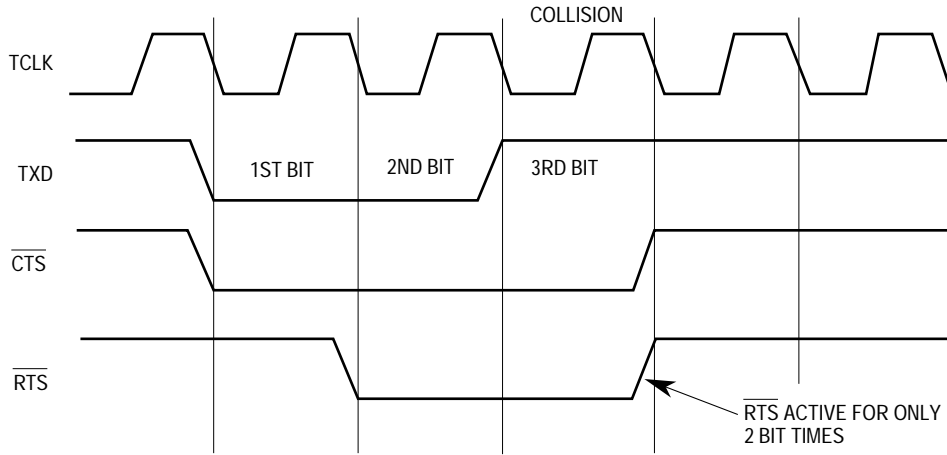 COLLISION
TCLK
TXD
1ST BIT
2ND BIT
3RD BIT
CTS
RTS
RTS ACTIVE FOR ONLY
2 BIT TIMES